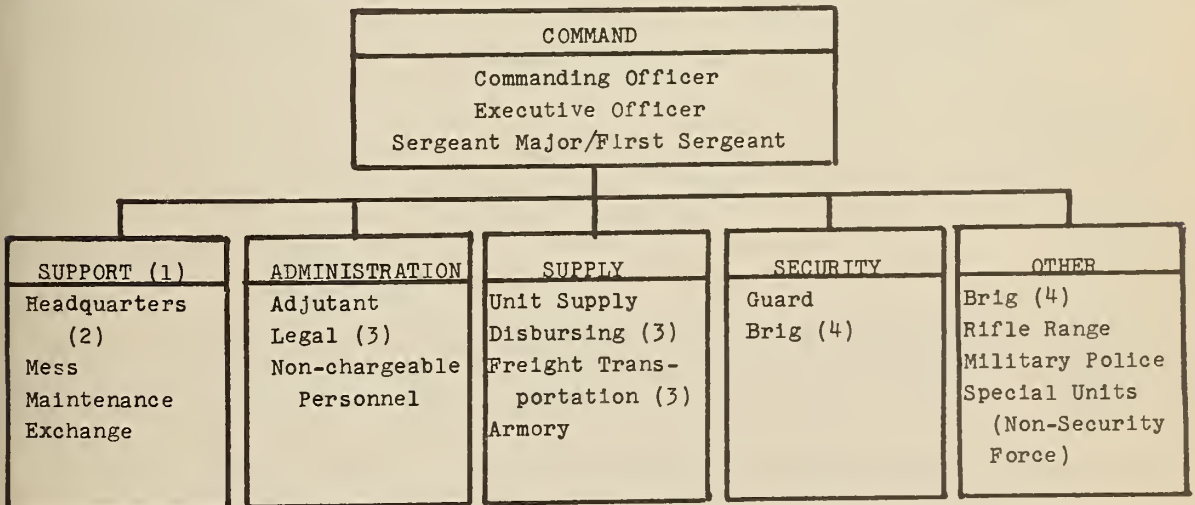 COMMAND
Commanding Officer
Executive Officer
Sergeant Major/First Sergeant
SUPPORT (1)
Headquarters
(2)
Mess
Maintenance
Exchange
ADMINISTRATION
Adjutant
Legal (3)
Non-chargeable
Personnel
SUPPLY
Unit Supply
Disbursing (3)
Freight Trans-
portation (3)
Armory
SECURITY
Guard
Brig (4)
OTHER
Brig (4)
Rifle Range
Military Police
Special Units
(Non-Security
Force)